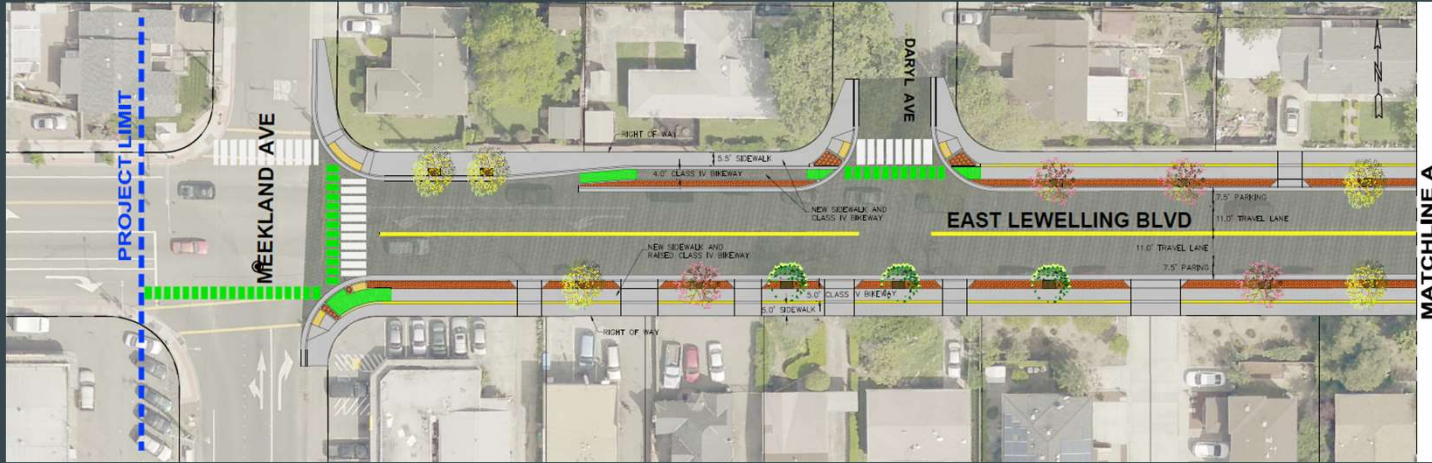 PROJECT LIMIT
MEEKLAND AVE
DARYL AVE
N
RIGHT OF WAY
5.5' SIDEWALK
4.0' CLASS IV BIKEWAY
NEW SIDEWALK AND
CLASS IV BIKEWAY
EAST LEWELLING BLVD
7.5' PARKING
11.0' TRAVEL LANE
11.0' TRAVEL LANE
7.5' PARING
NEW SIDEWALK AND
RAISED CLASS IV BIKEWAY
5.0' CLASS IV BIKEWAY
5.0' SIDEWALK
RIGHT OF WAY
MATCHLINE A